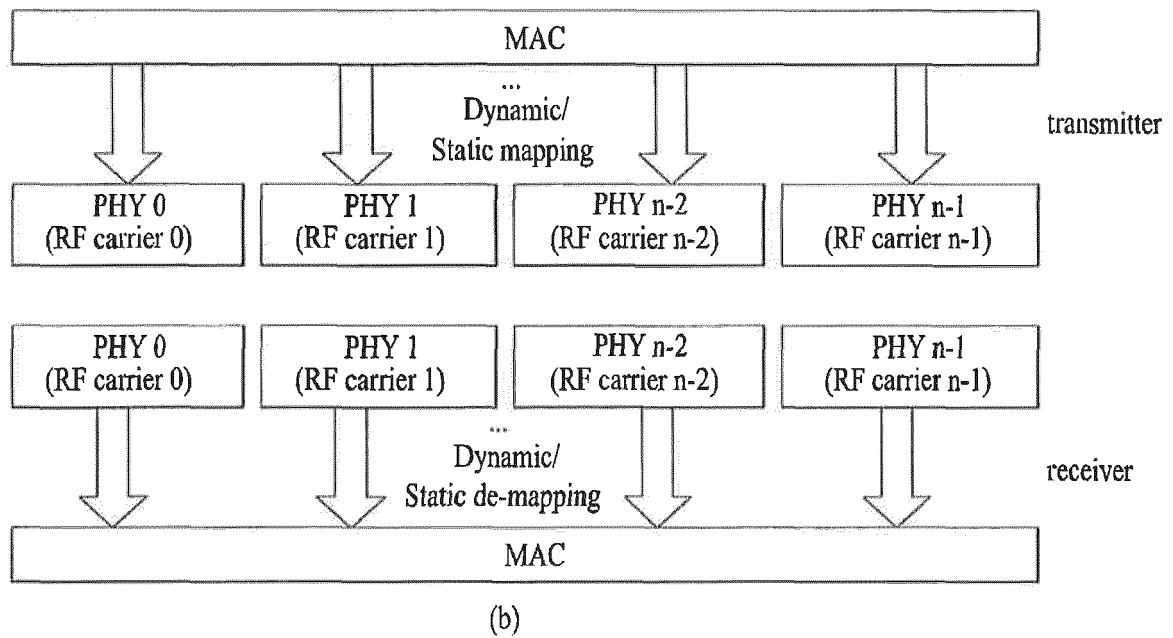 MAC
...
Dynamic/
Static mapping
transmitter
PHY 0
(RF carrier 0)
PHY 1
(RF carrier 1)
PHY n-2
(RF carrier n-2)
PHY n-1
(RF carrier n-1)
PHY 0
(RF carrier 0)
PHY 1
(RF carrier 1)
PHY n-2
(RF carrier n-2)
PHY n-1
(RF carrier n-1)
...
Dynamic/
Static de-mapping
receiver
MAC
(b)